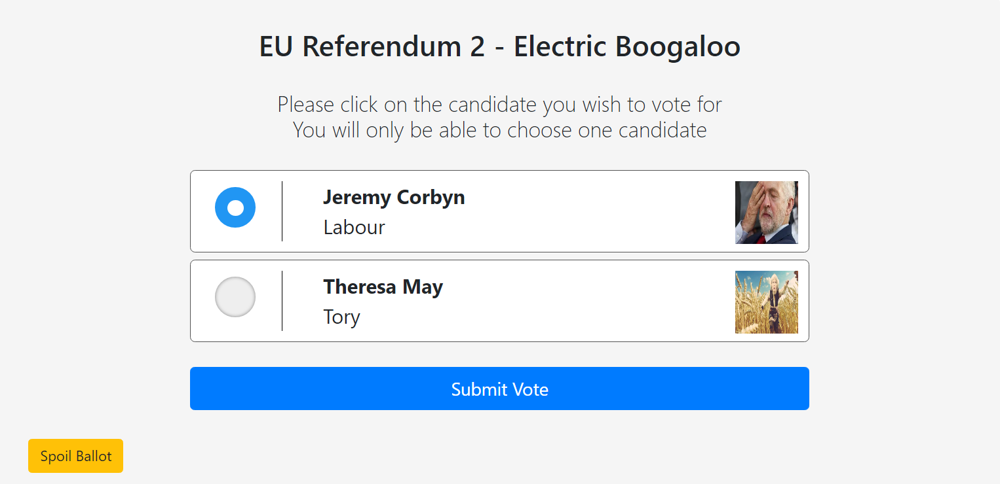 EU Referendum 2 - Electric Boogaloo
Please click on the candidate you wish to vote for
You will only be able to choose one candidate
Jeremy Corbyn
Labour
Theresa May
Tory
Submit Vote
Spoil Ballot